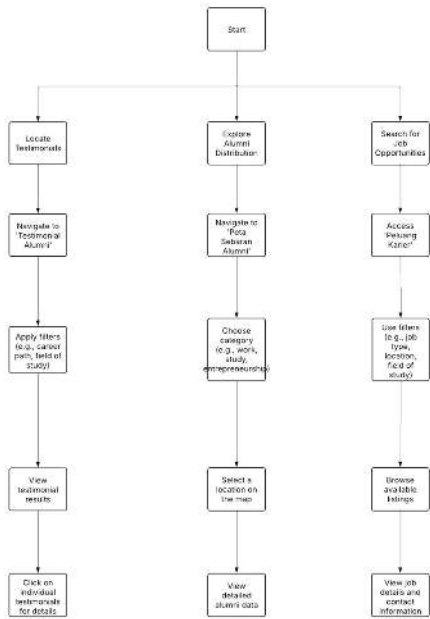 Start
Locate
Testimonials
Explore
Alumni
Distribution
Search for
Job
Opportunities
Navigate to
'Testimonial
Alumni'
Navigate to
'Peta
Sebaran
Alumni'
Access
'Peluang
Karier'
Apply filters
(e.g., career
path, field of
study)
Choose
category
(e.g., work,
study,
entrepreneurship)
Use filters
(e.g., job
type,
location,
field of
study)
View
testimonial
results
Select a
location on
the map
Browse
available
listings
Click on
individual
testimonials
for details
View
detailed
alumni data
View job
details and
contact
information